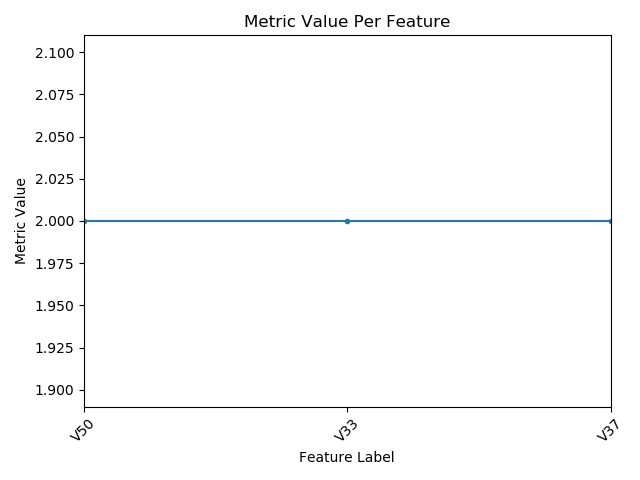 Metric Value Per Feature
2.100
2.075
2.050
2.025
2.000
1.975
1.950
1.925
1.900
Metric Value
V50
V33
V37
Feature Label